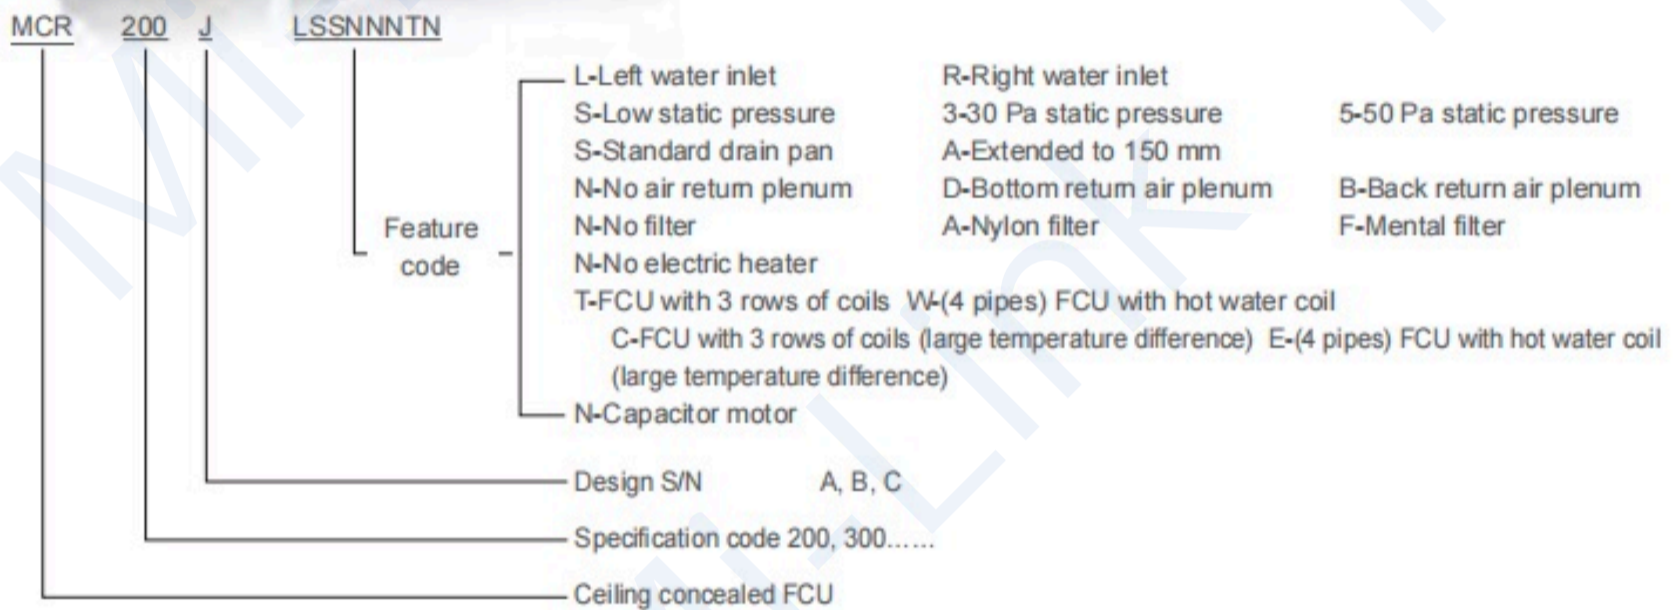 MCR 200 J LSSNNNTN
L-Left water inlet R-Right water inlet
S-Low static pressure 3-30 Pa static pressure 5-50 Pa static pressure
S-Standard drain pan A-Extended to 150 mm
N-No air return plenum D-Bottom return air plenum B-Back return air plenum
Feature code
N-No filter A-Nylon filter F-Mental filter
N-No electric heater
T-FCU with 3 rows of coils W-(4 pipes) FCU with hot water coil
C-FCU with 3 rows of coils (large temperature difference) E-(4 pipes) FCU with hot water coil
(large temperature difference)
N-Capacitor motor
Design S/N A, B, C
Specification code 200, 300......
Ceiling concealed FCU